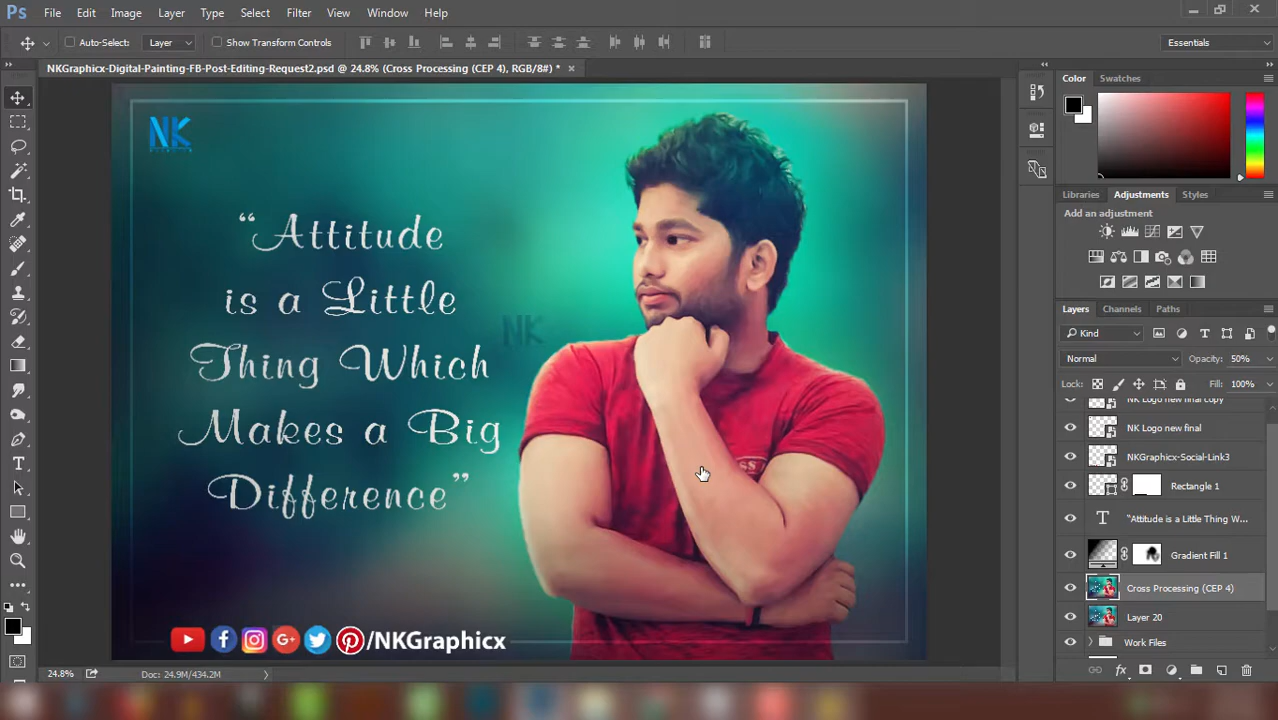 Ps File Edit Image Layer Type Select Filter View Window Help
Auto-Select: Layer Show Transform Controls Essentials
NKGraphicx-Digital-Painting-FB-Post-Editing-Request2.psd @ 24.8% (Cross Processing (CEP 4), RGB/8#) * ×
Color Swatches
NK
Libraries Adjustments Styles
Add an adjustment
“Attitude
is a Little
Thing Which
Makes a Big
Difference”
NK
Layers Channels Paths
Kind
Normal Opacity: 50%
Lock: Fill: 100%
NK Logo new final copy
NK Logo new final
NKGraphicx-Social-Link3
Rectangle 1
T “Attitude is a Little Thing W...
Gradient Fill 1
Cross Processing (CEP 4)
Layer 20
Work Files
/NKGraphicx
24.8% Doc: 24.9M/434.2M